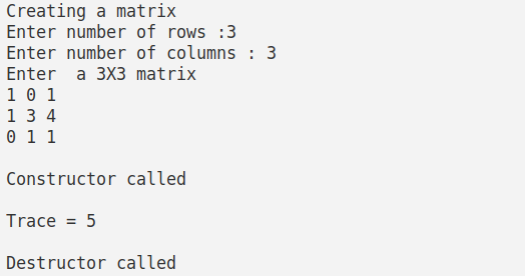 Creating a matrix
Enter number of rows :3
Enter number of columns : 3
Enter  a 3X3 matrix
1 0 1
1 3 4
0 1 1
Constructor called
Trace = 5
Destructor called